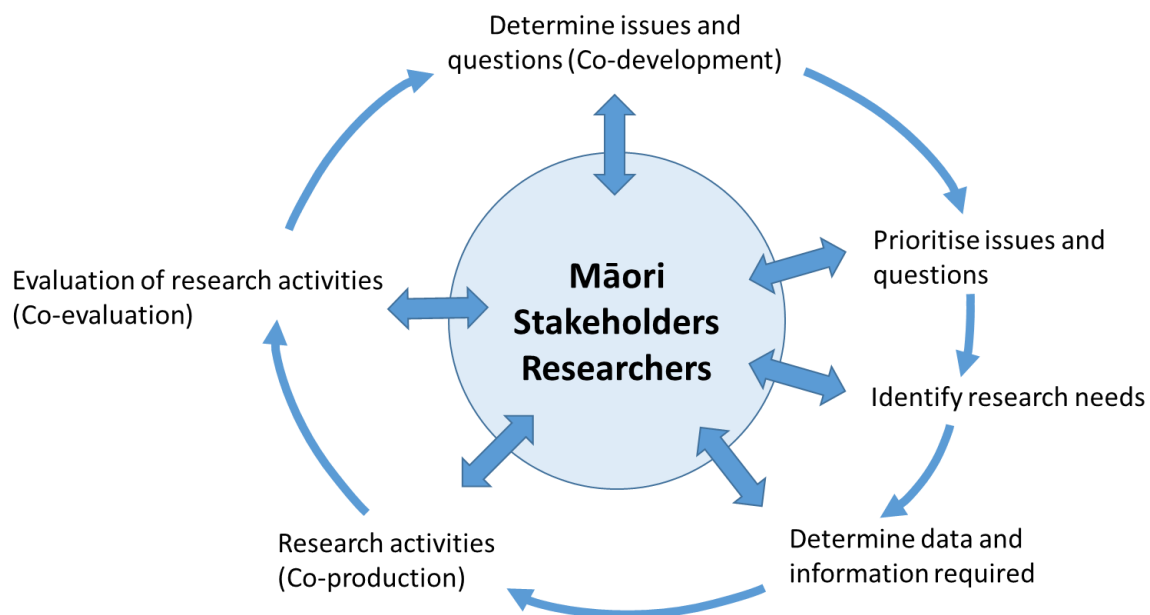 Determine issues and
questions (Co-development)
Prioritise issues and
questions
Identify research needs
Determine data and
information required
Research activities
(Co-production)
Evaluation of research activities
(Co-evaluation)
Māori
Stakeholders
Researchers